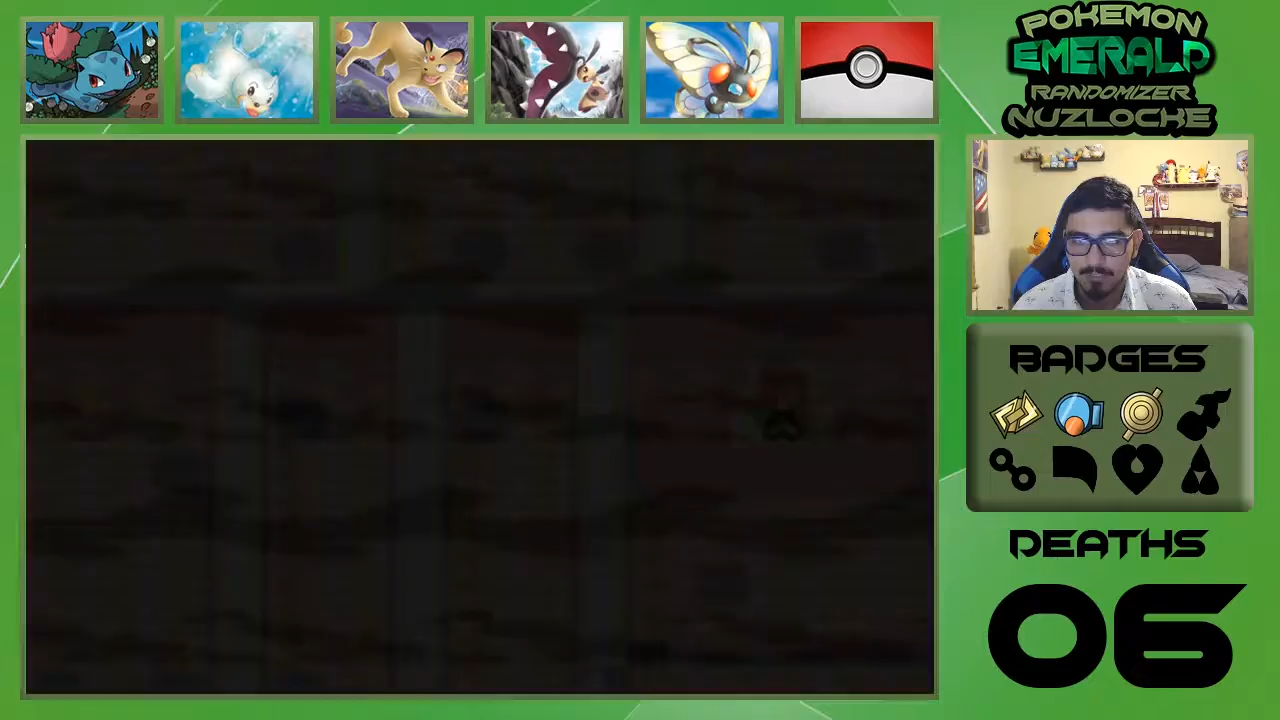 POKEMON
EMERALD
RANDOMIZER
NUZLOCKE
BADGES
DEATHS
06